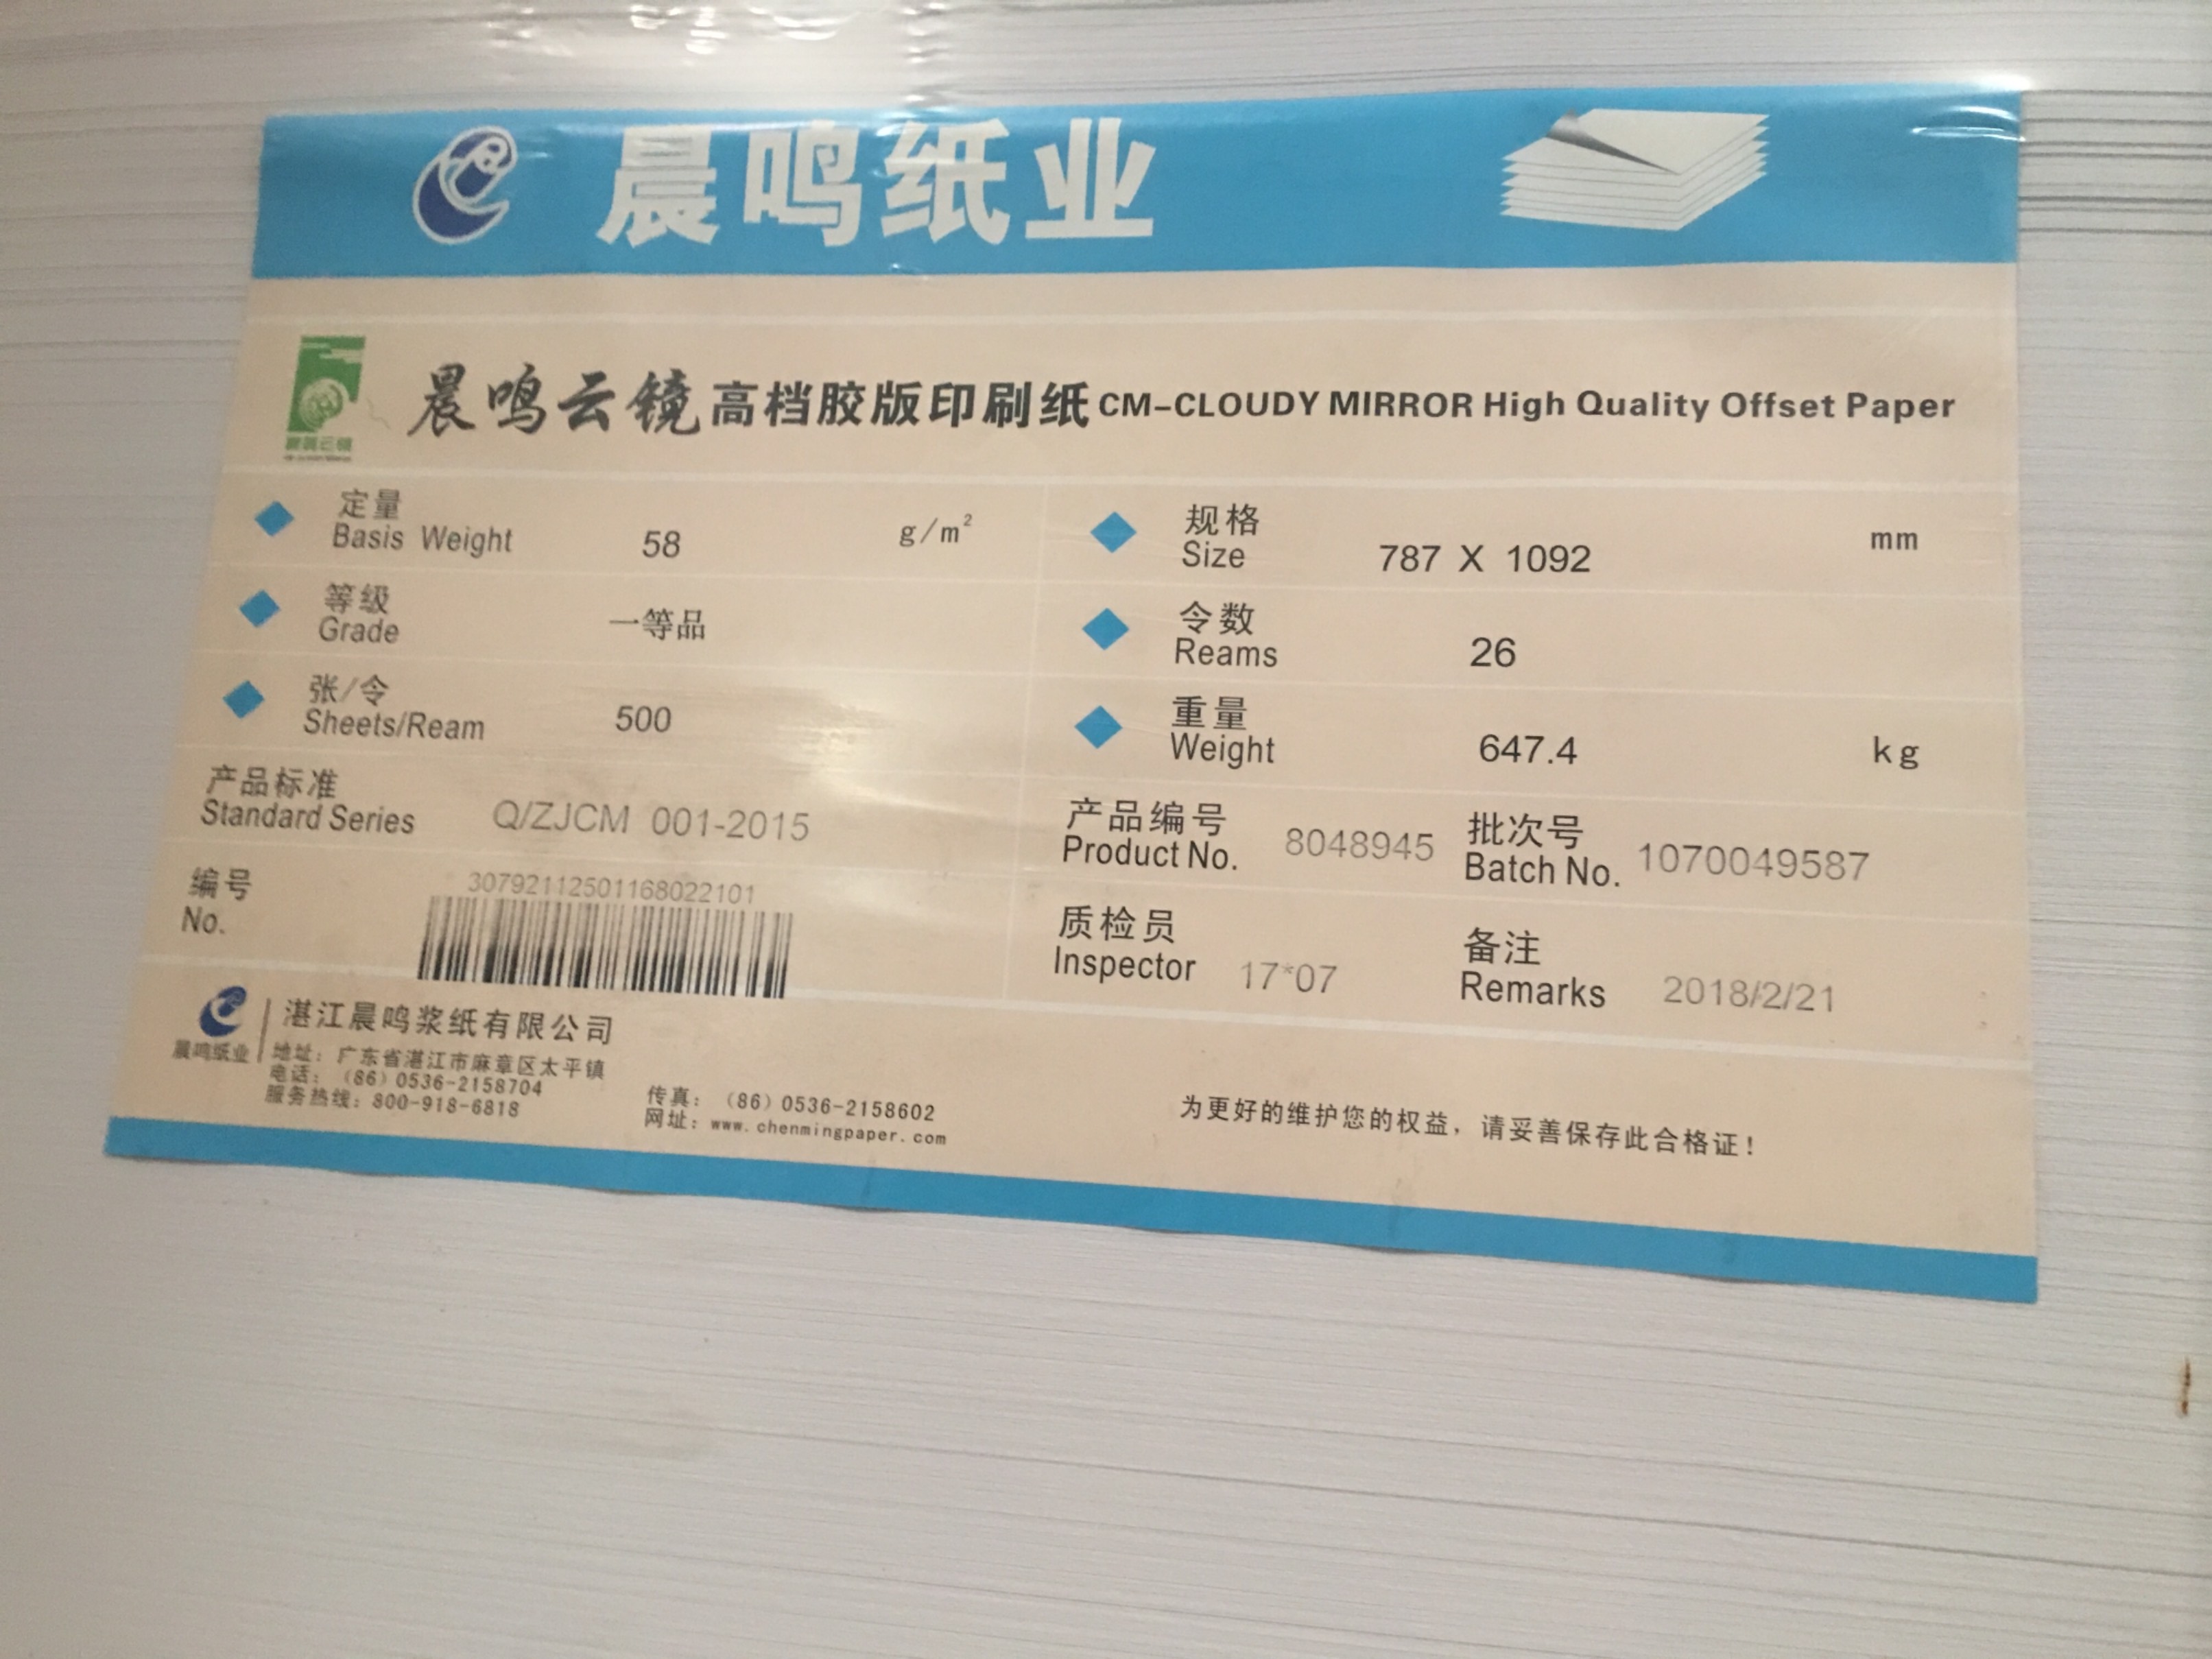 晨鸣纸业
晨鸣云镜
晨鸣云镜高档胶版印刷纸CM-CLOUDY MIRROR High Quality Offset Paper
定量
Basis Weight 58 g/m²
规格
Size 787 X 1092 mm
等级
Grade 一等品
令数
Reams 26
张/令
Sheets/Ream 500
重量
Weight 647.4 kg
产品标准
Standard Series Q/ZJCM 001-2015
产品编号
Product No. 8048945
批次号
Batch No. 1070049587
编号
No.
30792112501168022101
质检员
Inspector 17*07
备注
Remarks 2018/2/21
晨鸣纸业
湛江晨鸣浆纸有限公司
地址：广东省湛江市麻章区太平镇
电话：（86）0536-2158704
服务热线：800-918-6818
传真：（86）0536-2158602
网址：www.chenmingpaper.com
为更好的维护您的权益，请妥善保存此合格证！